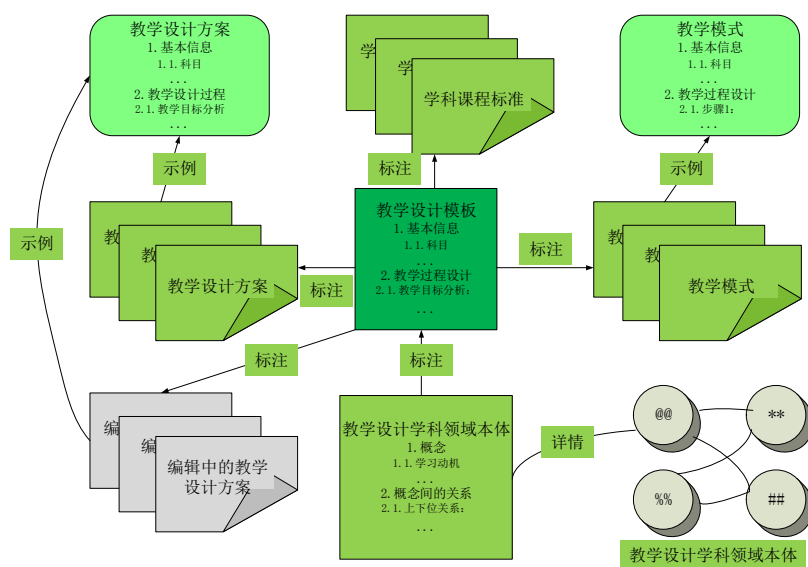 教学设计方案
1.基本信息
1.1.科目
...
2.教学设计过程
2.1.教学目标分析
...
学
学
学科课程标准
教学模式
1.基本信息
1.1.科目
...
2.教学过程设计
2.1.步骤1：
...
示例
标注
示例
示例
教
教
教学设计方案
标注
教学设计模板
1.基本信息
1.1.科目
...
2.教学过程设计
2.1.教学目标分析：
...
标注
教
教
教学模式
标注
标注
编
编
编辑中的教学
设计方案
教学设计学科领域本体
1.概念
1.1.学习动机
...
2.概念间的关系
2.1.上下位关系：
...
详情
@@
**
%%
##
教学设计学科领域本体